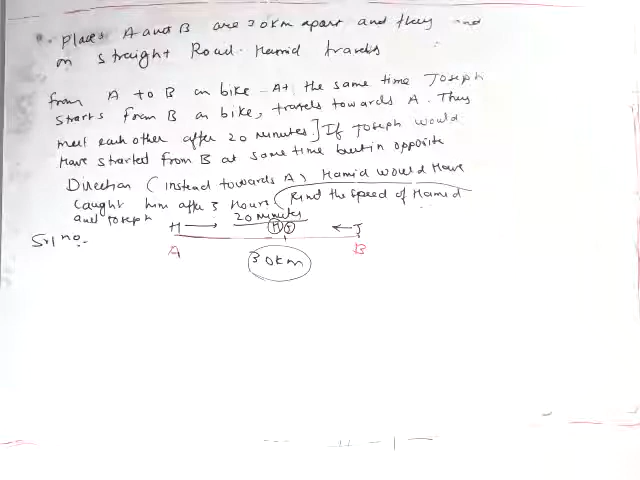 Places A and B are 30km apart and they and
on straight Road. Hamid travels
from A to B on bike. At the same time Joseph
starts from B on bike, travels towards A. They
meet each other after 20 minutes] If Joseph would
Have started from B at same time but in opposite
Direction (instead towards A) Hamid would Have
caught him after 3 Hours (Find the speed of Hamid
and Joseph
20 minutes
H → H J ← J
Sol no.
A B
30km